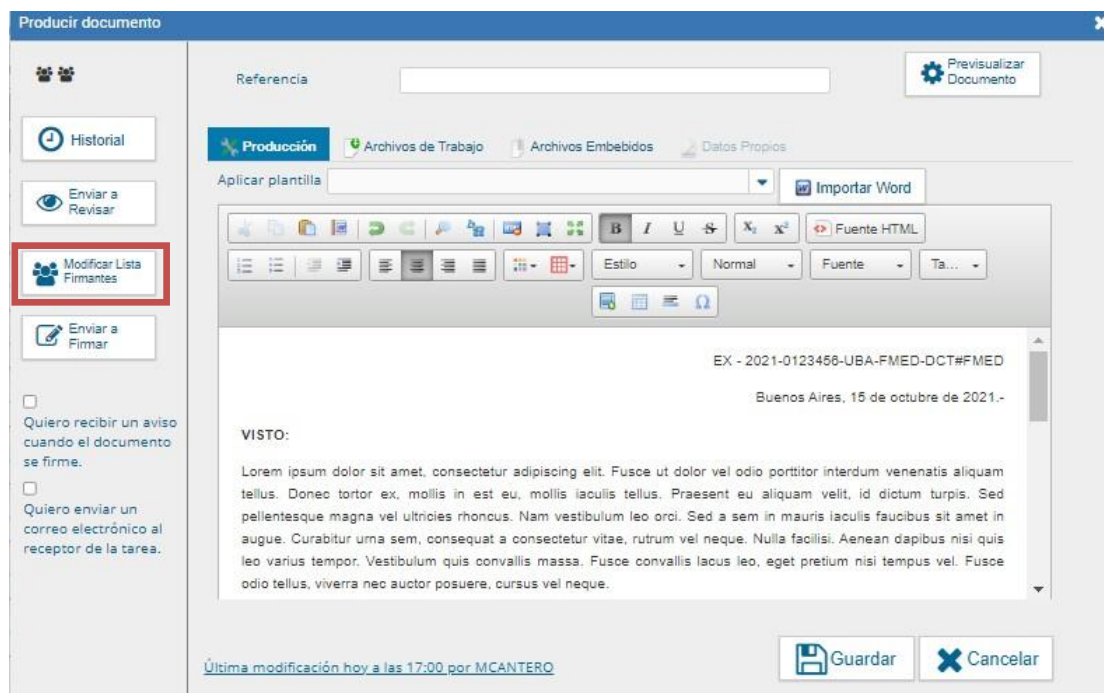 Producir documento
Referencia
Previsualizar
Documento
Historial
Producción
Archivos de Trabajo
Archivos Embebidos
Datos Propios
Aplicar plantilla
Importar Word
Enviar a
Revisar
B I U S X₂ X² Fuente HTML
Modificar Lista
Firmantes
Estilo
Normal
Fuente
Ta...
Ω
Enviar a
Firmar
Quiero recibir un aviso
cuando el documento
se firme.
Quiero enviar un
correo electrónico al
receptor de la tarea.
EX - 2021-0123456-UBA-FMED-DCT#FMED
Buenos Aires, 15 de octubre de 2021.-
VISTO:
Lorem ipsum dolor sit amet, consectetur adipiscing elit. Fusce ut dolor vel odio porttitor interdum venenatis aliquam
tellus. Donec tortor ex, mollis in est eu, mollis iaculis tellus. Praesent eu aliquam velit, id dictum turpis. Sed
pellentesque magna vel ultricies rhoncus. Nam vestibulum leo orci. Sed a sem in mauris iaculis faucibus sit amet in
augue. Curabitur urna sem, consequat a consectetur vitae, rutrum vel neque. Nulla facilisi. Aenean dapibus nisi quis
leo varius tempor. Vestibulum quis convallis massa. Fusce convallis lacus leo, eget pretium nisi tempus vel. Fusce
odio tellus, viverra nec auctor posuere, cursus vel neque.
Última modificación hoy a las 17:00 por MCANTERO
Guardar
Cancelar